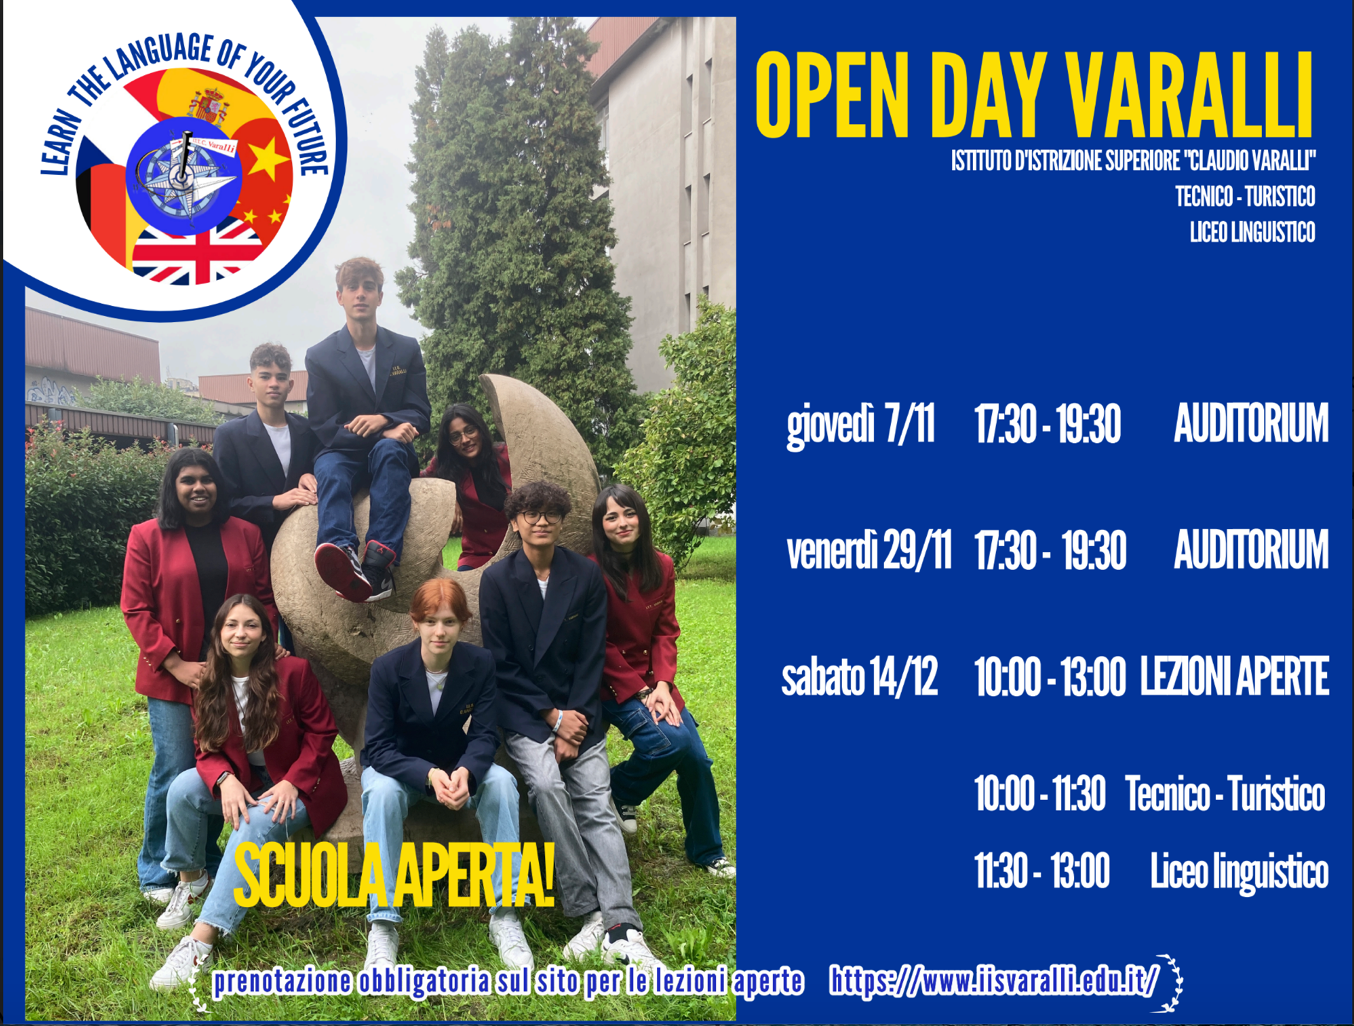 LEARN THE LANGUAGE OF YOUR FUTURE
I.I.S. C. Varalli
OPEN DAY VARALLI
ISTITUTO D'ISTRIZIONE SUPERIORE "CLAUDIO VARALLI"
TECNICO - TURISTICO
LICEO LINGUISTICO
giovedì 7/11 17:30 - 19:30 AUDITORIUM
venerdì 29/11 17:30 - 19:30 AUDITORIUM
sabato 14/12 10:00 - 13:00 LEZIONI APERTE
10:00 - 11:30 Tecnico - Turistico
11:30 - 13:00 Liceo linguistico
SCUOLA APERTA!
prenotazione obbligatoria sul sito per le lezioni aperte https://www.iisvaralli.edu.it/